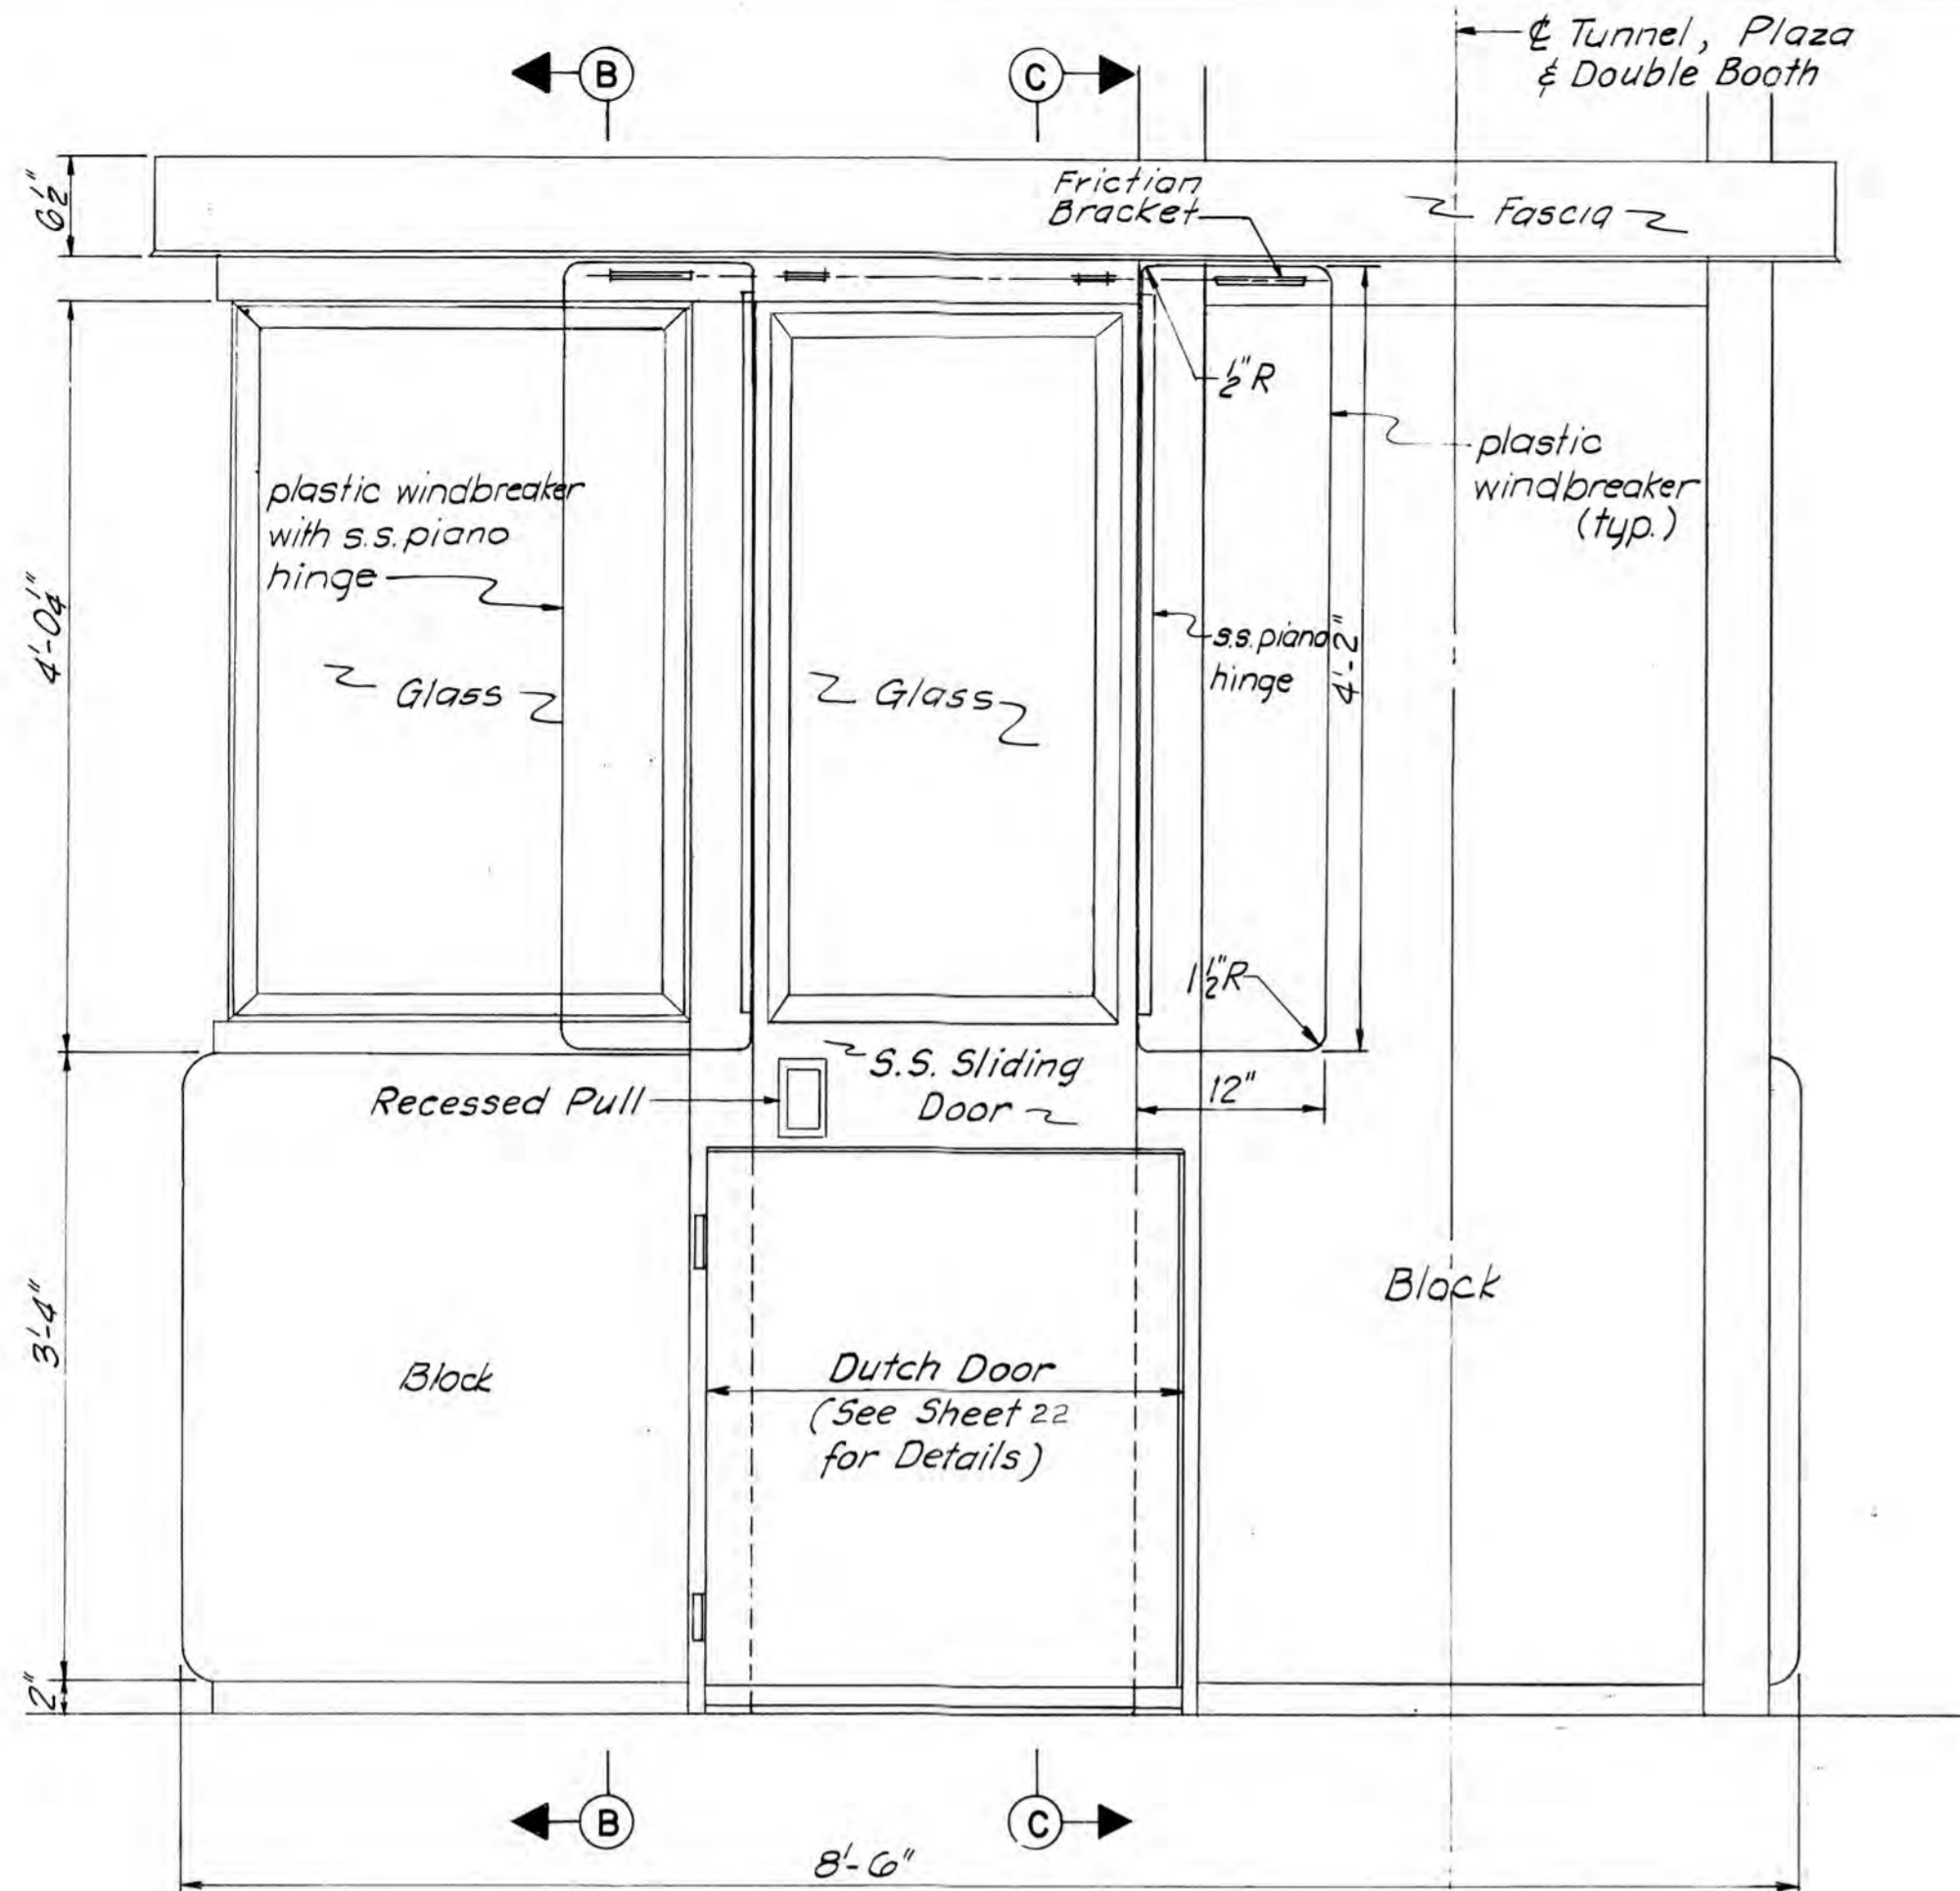 B
C
℄ Tunnel, Plaza
& Double Booth
6½"
Friction
Bracket
Fascia
½"R
plastic
windbreaker
(typ.)
plastic windbreaker
with s.s. piano
hinge
4'-0¼"
s.s. piano
hinge
4'-2"
Glass
Glass
1½"R
S.S. Sliding
Door
12"
Recessed Pull
3'-4"
Block
Block
Dutch Door
(See Sheet 22
for Details)
2"
B
C
8'-6"